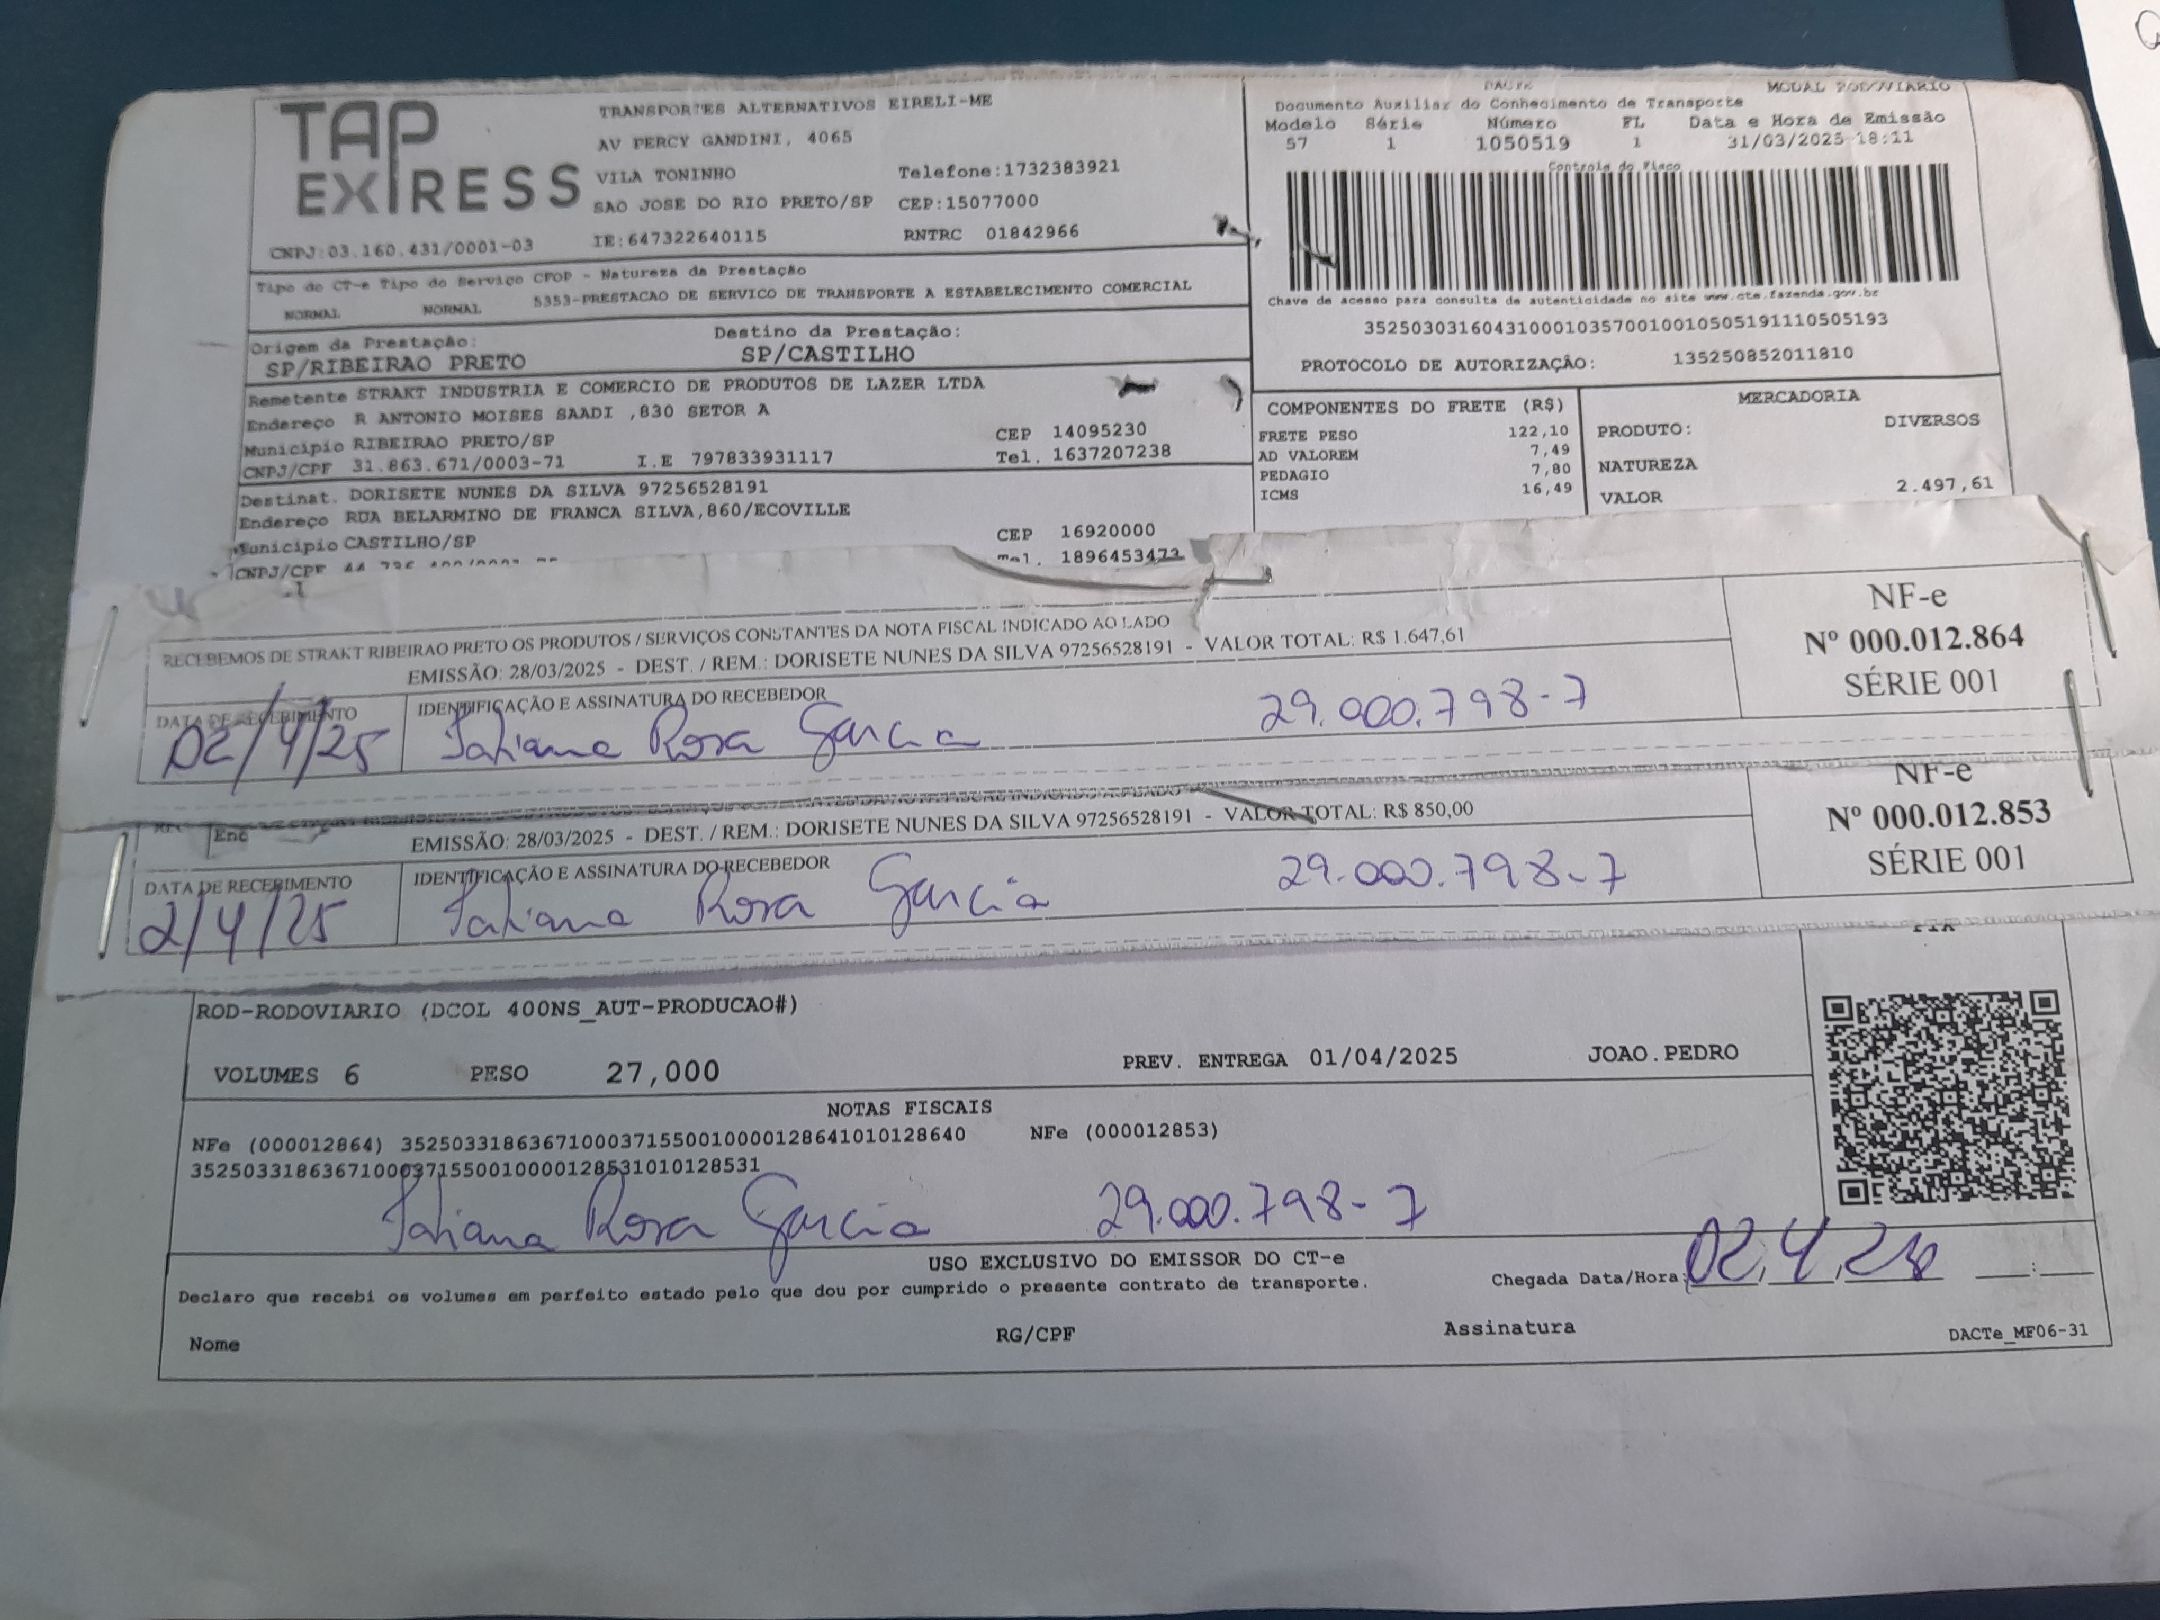 TAP EXPRESS
TRANSPORTES ALTERNATIVOS EIRELI-ME
AV PERCY GANDINI, 4065
VILA TONINHO Telefone:1732383921
SAO JOSE DO RIO PRETO/SP CEP:15077000
CNPJ:03.160.431/0001-03 IE:647322640115 RNTRC 01842966
Tipo do CT-e Tipo do Serviço CFOP - Natureza da Prestação
NORMAL NORMAL 5353-PRESTACAO DE SERVICO DE TRANSPORTE A ESTABELECIMENTO COMERCIAL
Origem da Prestação: Destino da Prestação:
SP/RIBEIRAO PRETO SP/CASTILHO
Remetente STRAKT INDUSTRIA E COMERCIO DE PRODUTOS DE LAZER LTDA
Endereço R ANTONIO MOISES SAADI ,830 SETOR A
Município RIBEIRAO PRETO/SP CEP 14095230
CNPJ/CPF 31.863.671/0003-71 I.E 797833931117 Tel. 1637207238
Destinat. DORISETE NUNES DA SILVA 97256528191
Endereço RUA BELARMINO DE FRANCA SILVA,860/ECOVILLE
Município CASTILHO/SP CEP 16920000
CNPJ/CPF Tel. 1896453473
DACTE MODAL RODOVIARIO
Documento Auxiliar do Conhecimento de Transporte
Modelo Série Número FL Data e Hora de Emissão
57 1 1050519 1 31/03/2025 18:11
Controle do Fisco
Chave de acesso para consulta de autenticidade no site www.cte.fazenda.gov.br
35250303160431000103570010010505191110505193
PROTOCOLO DE AUTORIZAÇÃO: 135250852011810
COMPONENTES DO FRETE (R$)
FRETE PESO 122,10
AD VALOREM 7,49
PEDAGIO 7,80
ICMS 16,49
MERCADORIA
PRODUTO: DIVERSOS
NATUREZA
VALOR 2.497,61
RECEBEMOS DE STRAKT RIBEIRAO PRETO OS PRODUTOS / SERVIÇOS CONSTANTES DA NOTA FISCAL INDICADO AO LADO
EMISSÃO: 28/03/2025 - DEST. / REM.: DORISETE NUNES DA SILVA 97256528191 - VALOR TOTAL: R$ 1.647,61
DATA DE RECEBIMENTO IDENTIFICAÇÃO E ASSINATURA DO RECEBEDOR
02/4/25 Tatiana Rosa Garcia 29.000.798-7
NF-e
Nº 000.012.864
SÉRIE 001
Enc
EMISSÃO: 28/03/2025 - DEST. / REM.: DORISETE NUNES DA SILVA 97256528191 - VALOR TOTAL: R$ 850,00
DATA DE RECEBIMENTO IDENTIFICAÇÃO E ASSINATURA DO RECEBEDOR
2/4/25 Tatiana Rosa Garcia 29.000.798-7
NF-e
Nº 000.012.853
SÉRIE 001
ROD-RODOVIARIO (DCOL 400NS_AUT-PRODUCAO#)
VOLUMES 6 PESO 27,000 PREV. ENTREGA 01/04/2025 JOAO.PEDRO
NOTAS FISCAIS
NFe (000012864) 35250331863671000371550010000128641010128640 NFe (000012853)
35250331863671000371550010000128531010128531
Tatiana Rosa Garcia 29.000.798-7
USO EXCLUSIVO DO EMISSOR DO CT-e
Declaro que recebi os volumes em perfeito estado pelo que dou por cumprido o presente contrato de transporte. Chegada Data/Hora: 02,4,25
Nome RG/CPF Assinatura DACTe_MF06-31